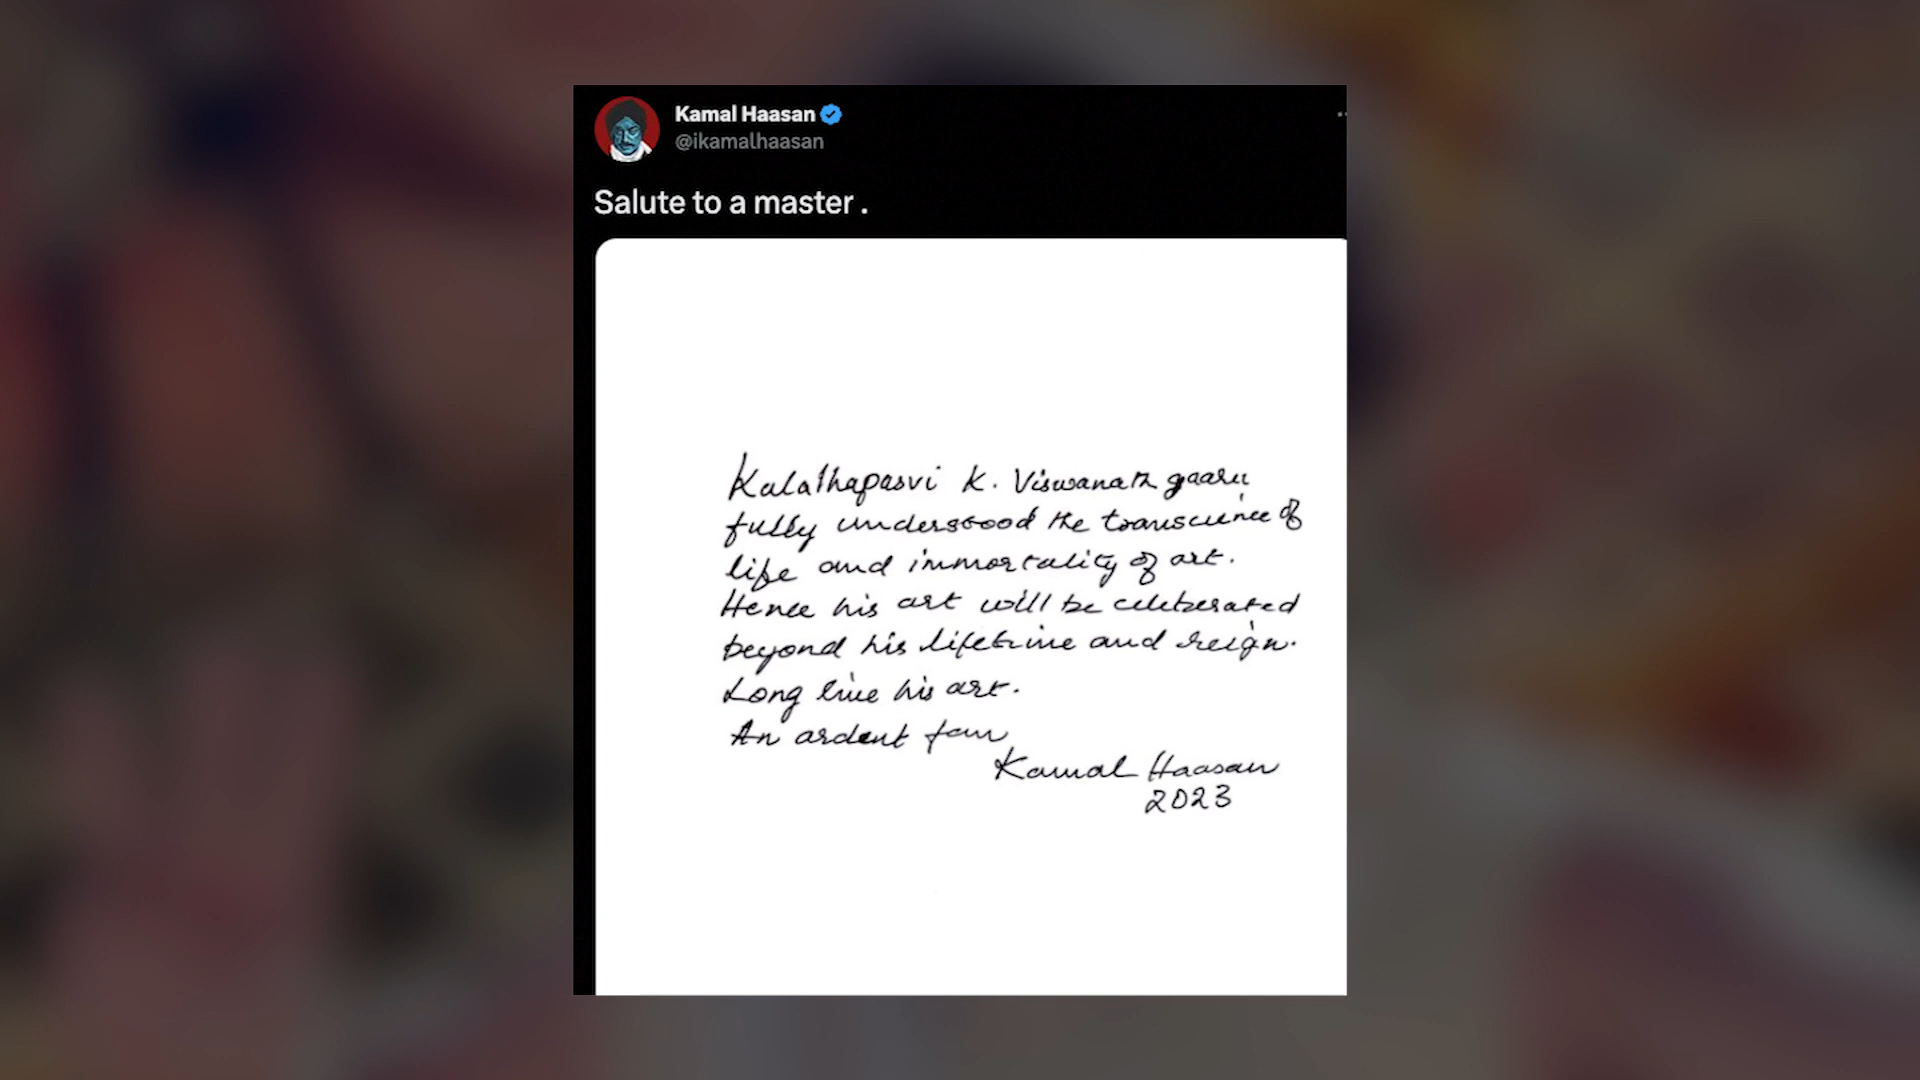 Kamal Haasan
@ikamalhaasan
Salute to a master .
Kalathapasvi K. Viswanath gaaru
fully understood the transcience of
life and immortality of art.
Hence his art will be celeberated
beyond his lifetime and reign.
Long live his art.
An ardent fan
Kamal Haasan
2023